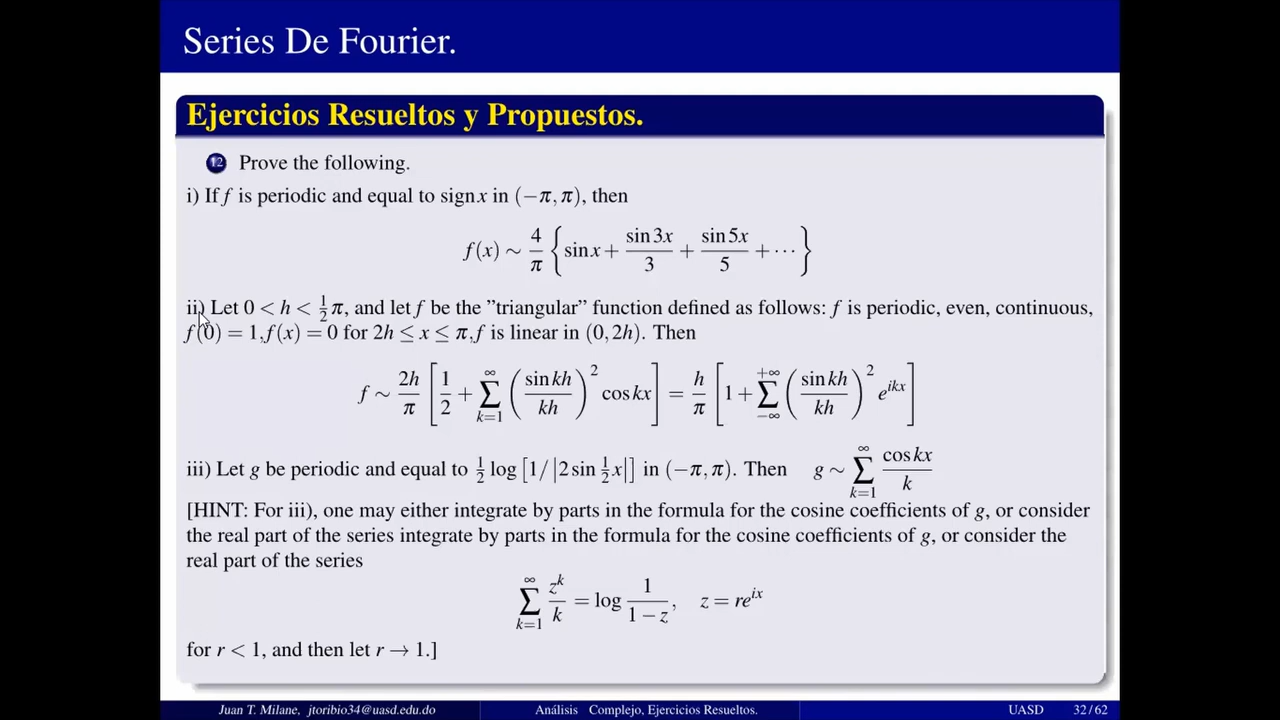 Series De Fourier.
Ejercicios Resueltos y Propuestos.
12 Prove the following.
i) If f is periodic and equal to sign x in (−π, π), then
f(x) ∼ 4/π { sin x + sin 3x/3 + sin 5x/5 + ··· }
ii) Let 0 < h < ½π, and let f be the ”triangular” function defined as follows: f is periodic, even, continuous,
f(0) = 1, f(x) = 0 for 2h ≤ x ≤ π, f is linear in (0, 2h). Then
f ∼ 2h/π [ 1/2 + ∑_{k=1}^{∞} (sin kh/kh)² cos kx ] = h/π [ 1 + ∑_{−∞}^{+∞} (sin kh/kh)² e^{ikx} ]
iii) Let g be periodic and equal to ½ log [1/|2 sin ½x|] in (−π, π). Then g ∼ ∑_{k=1}^{∞} cos kx/k
[HINT: For iii), one may either integrate by parts in the formula for the cosine coefficients of g, or consider
the real part of the series integrate by parts in the formula for the cosine coefficients of g, or consider the
real part of the series
∑_{k=1}^{∞} z^k/k = log 1/(1 − z), z = re^{ix}
for r < 1, and then let r → 1.]
Juan T. Milane, jtoribio34@uasd.edu.do Análisis Complejo, Ejercicios Resueltos. UASD 32/62